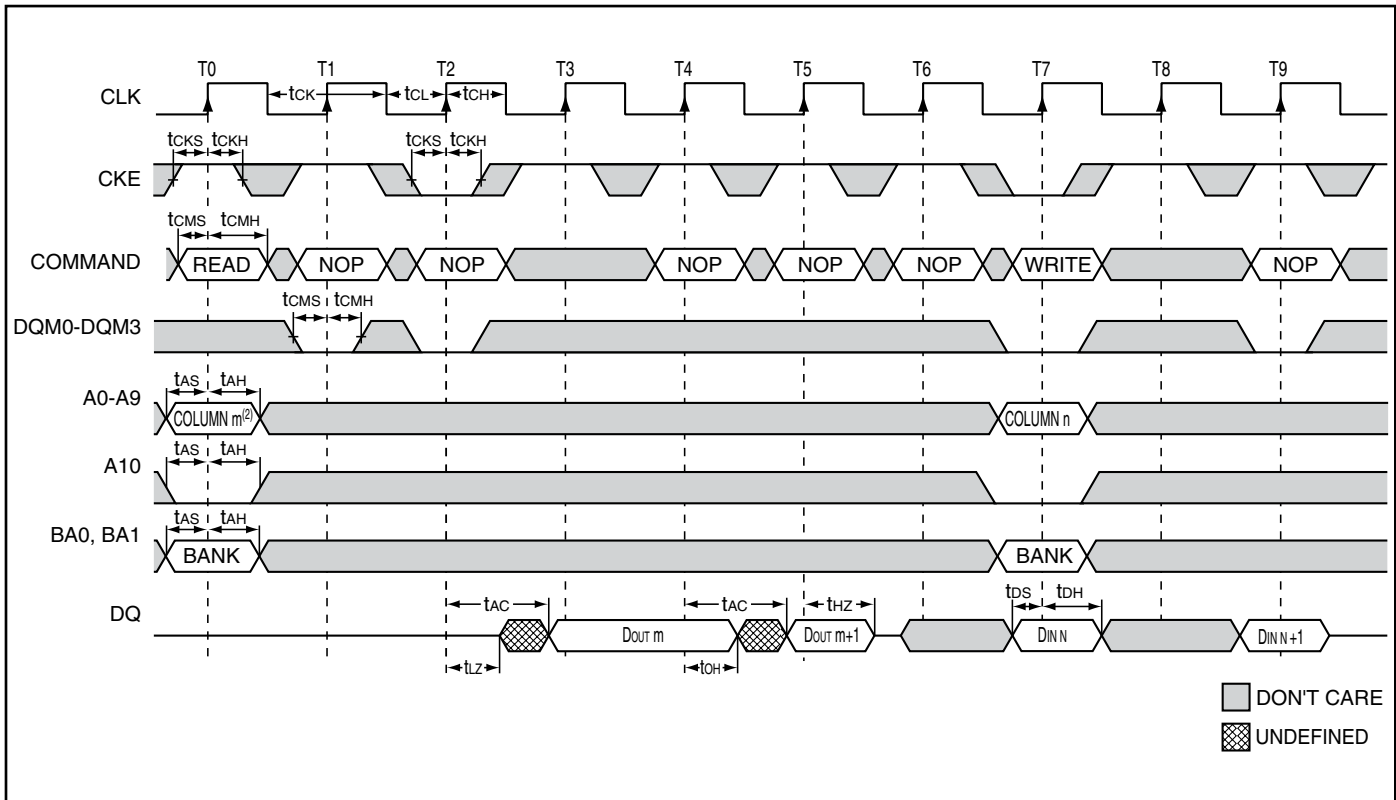 T0 T1 T2 T3 T4 T5 T6 T7 T8 T9
CLK tCK tCL tCH
tCKS tCKH tCKS tCKH
CKE
tCMS tCMH
COMMAND READ NOP NOP NOP NOP NOP WRITE NOP
tCMS tCMH
DQM0-DQM3
tAS tAH
A0-A9 COLUMN m(2) COLUMN n
tAS tAH
A10
tAS tAH
BA0, BA1 BANK BANK
tAC tAC tHZ tDS tDH
DQ DOUT m DOUT m+1 DIN N DIN N+1
tLZ tOH
DON'T CARE
UNDEFINED